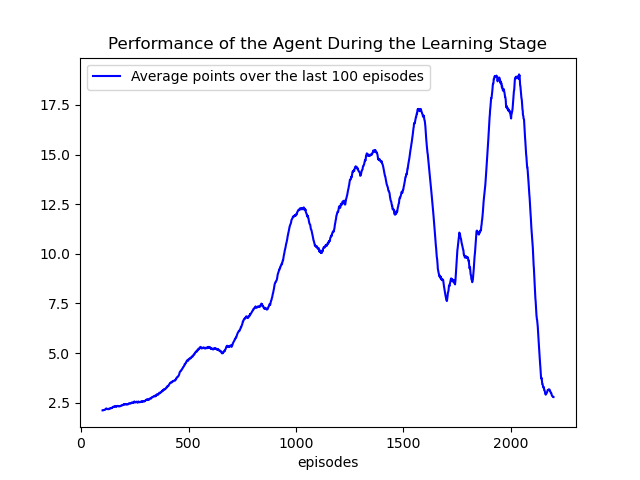 Performance of the Agent During the Learning Stage
Average points over the last 100 episodes
17.5
15.0
12.5
10.0
7.5
5.0
2.5
0 500 1000 1500 2000
episodes